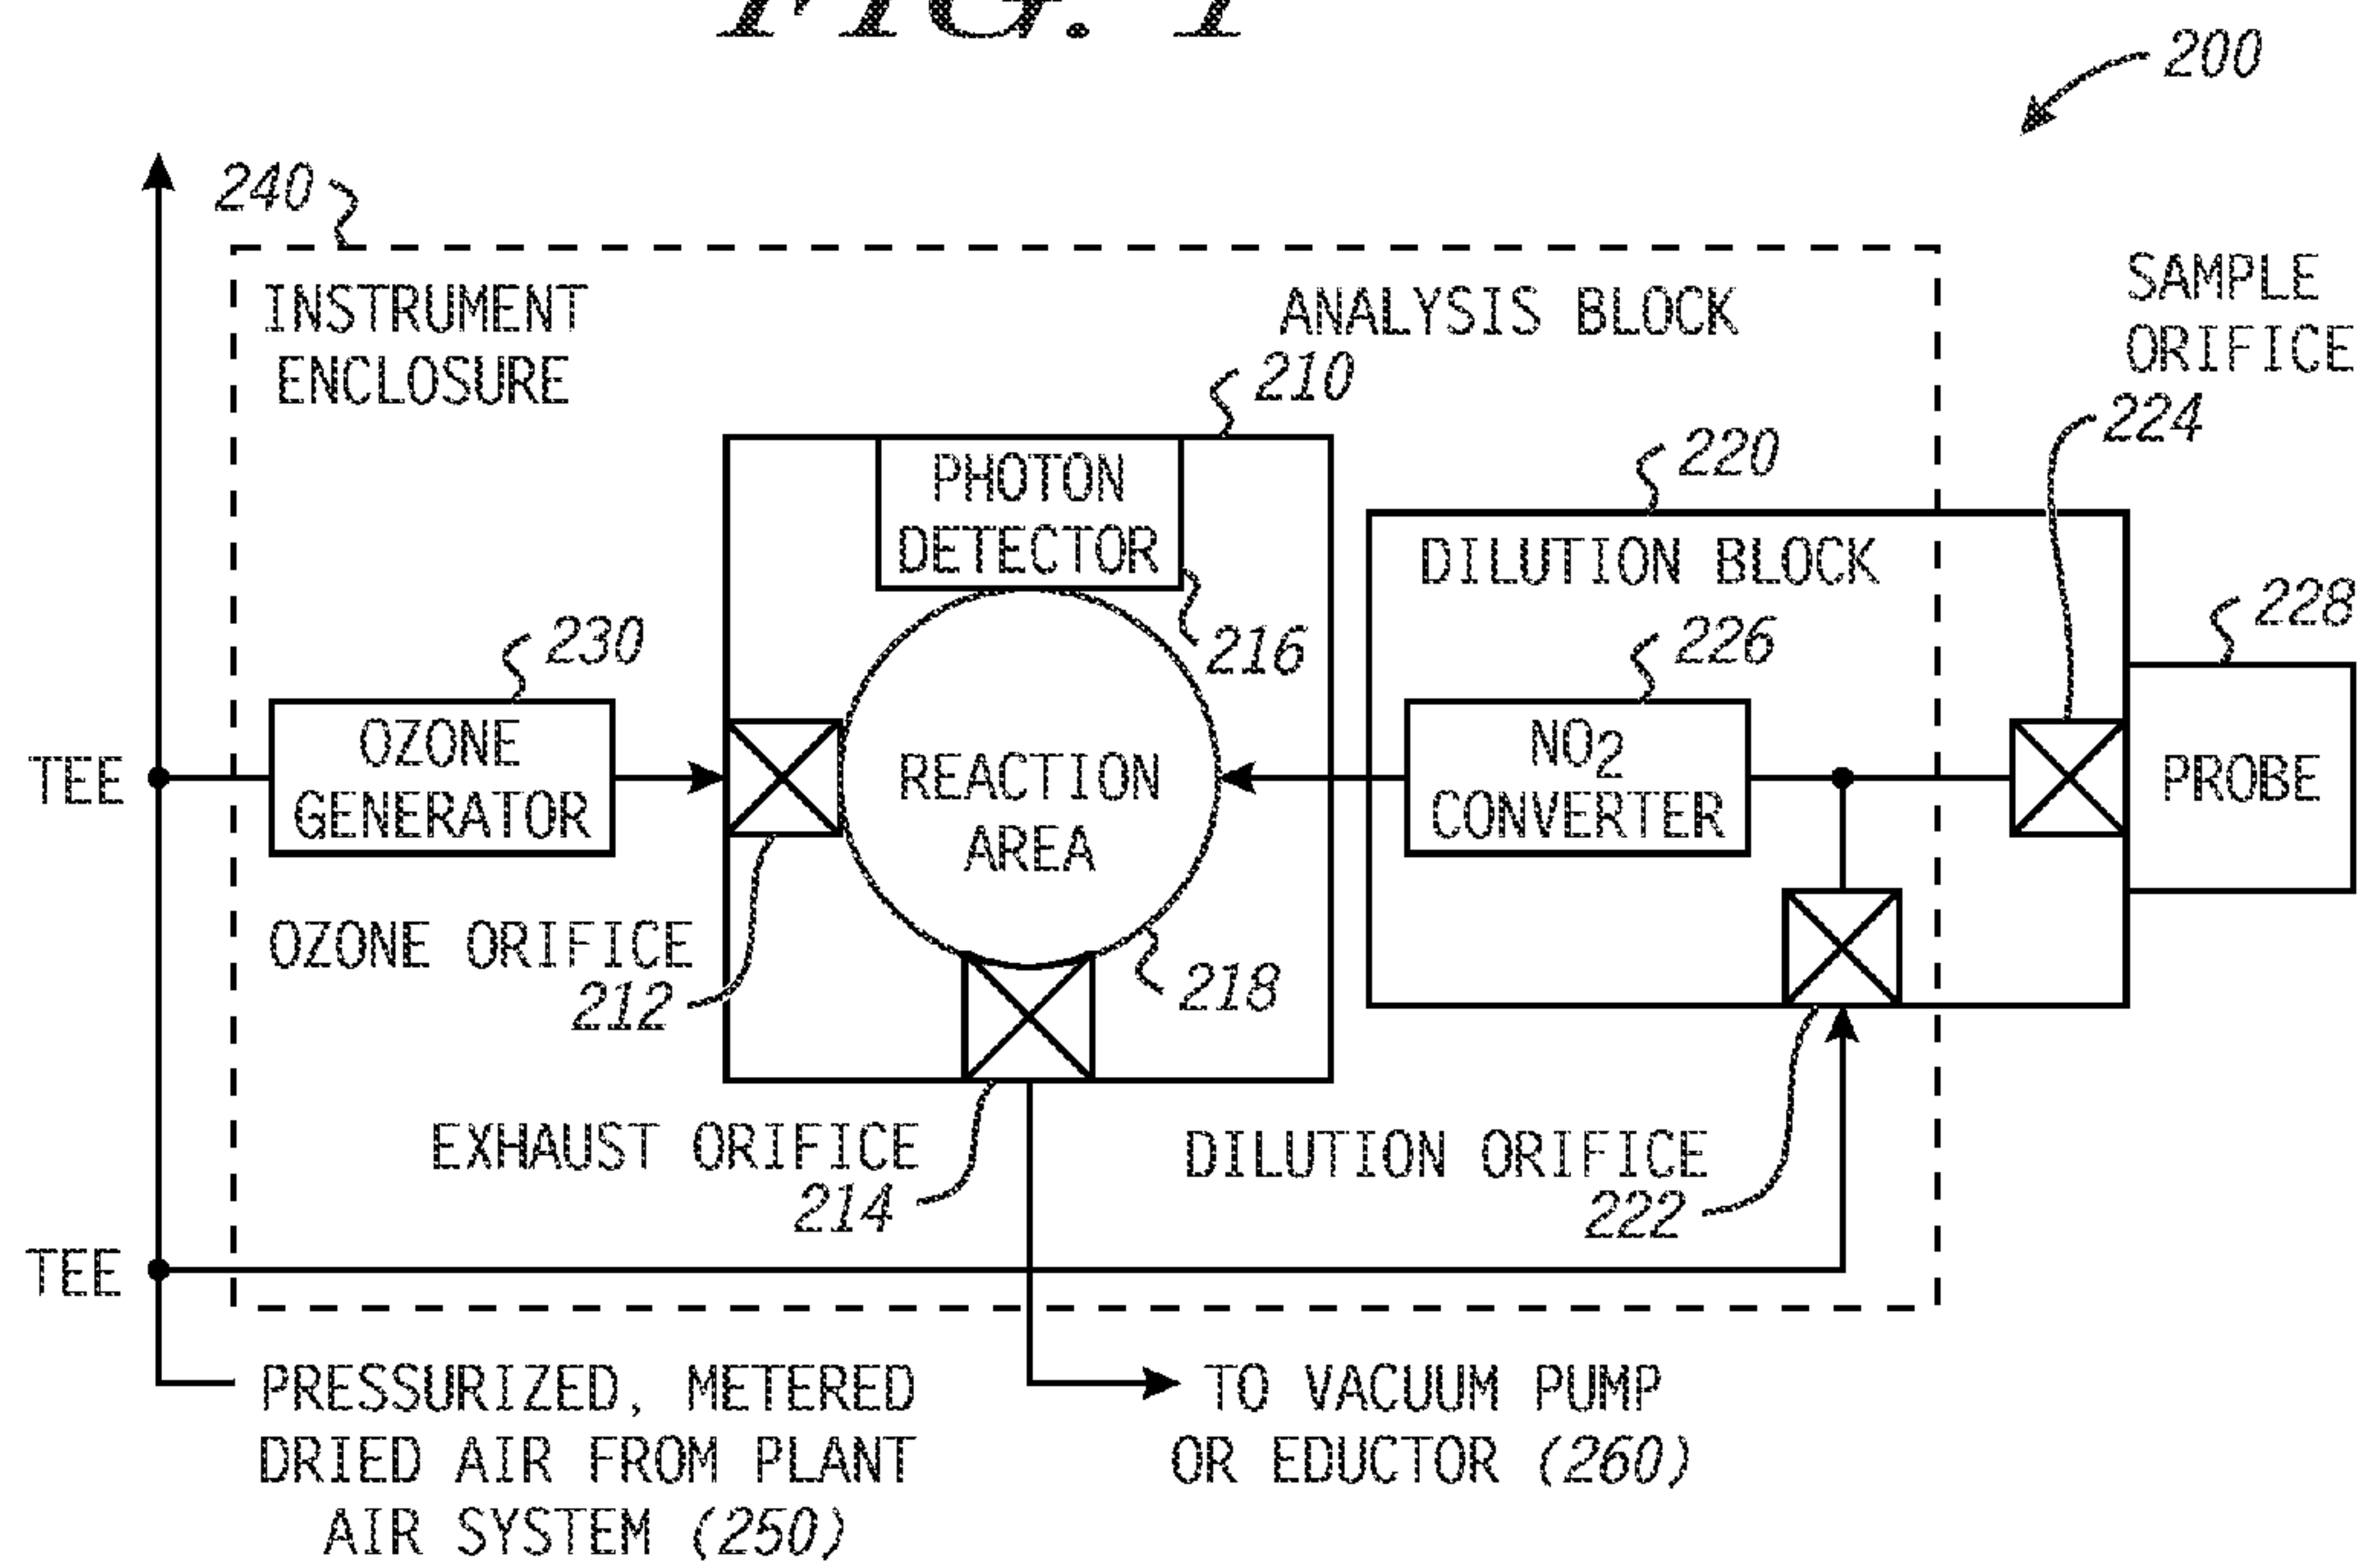 FIG. 1
200
240
INSTRUMENT
ENCLOSURE
ANALYSIS BLOCK
210
SAMPLE
ORIFICE
224
PHOTON
DETECTOR
216
220
DILUTION BLOCK
226
228
230
OZONE
GENERATOR
TEE
REACTION
AREA
NO2
CONVERTER
PROBE
OZONE ORIFICE
212
218
EXHAUST ORIFICE
214
DILUTION ORIFICE
222
TEE
PRESSURIZED, METERED
DRIED AIR FROM PLANT
AIR SYSTEM (250)
TO VACUUM PUMP
OR EDUCTOR (260)